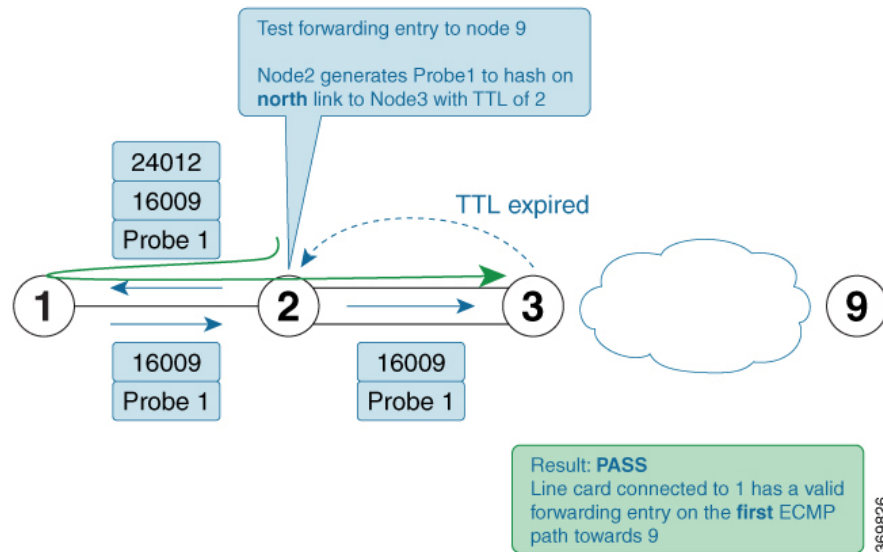 Test forwarding entry to node 9
Node2 generates Probe1 to hash on
north link to Node3 with TTL of 2
24012
16009
Probe 1
TTL expired
1
2
3
9
16009
Probe 1
16009
Probe 1
Result: PASS
Line card connected to 1 has a valid
forwarding entry on the first ECMP
path towards 9
369826